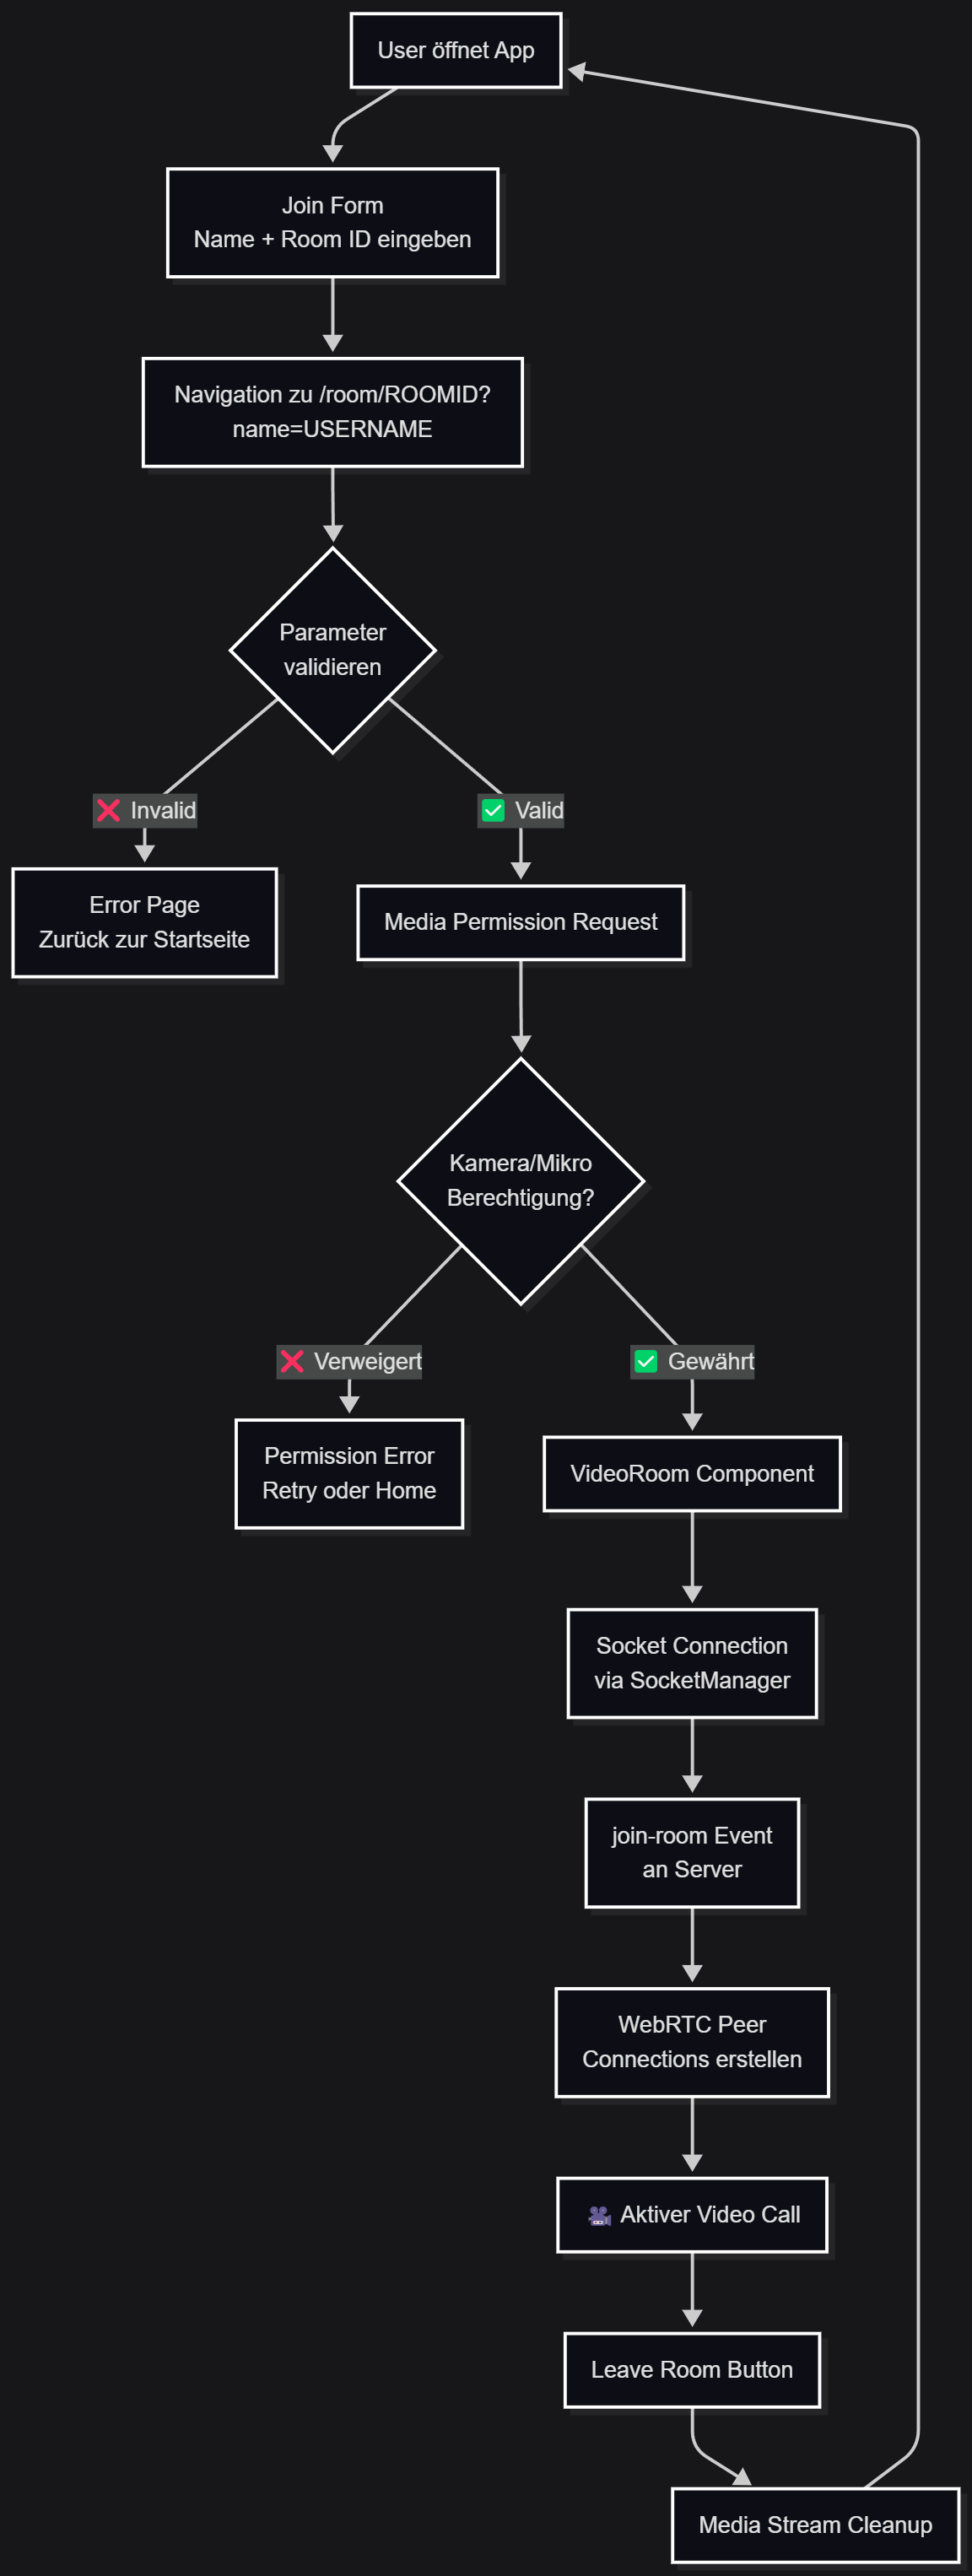 User öffnet App
Join Form
Name + Room ID eingeben
Navigation zu /room/ROOMID?
name=USERNAME
Parameter
validieren
❌ Invalid
✅ Valid
Error Page
Zurück zur Startseite
Media Permission Request
Kamera/Mikro
Berechtigung?
❌ Verweigert
✅ Gewährt
Permission Error
Retry oder Home
VideoRoom Component
Socket Connection
via SocketManager
join-room Event
an Server
WebRTC Peer
Connections erstellen
🎥 Aktiver Video Call
Leave Room Button
Media Stream Cleanup